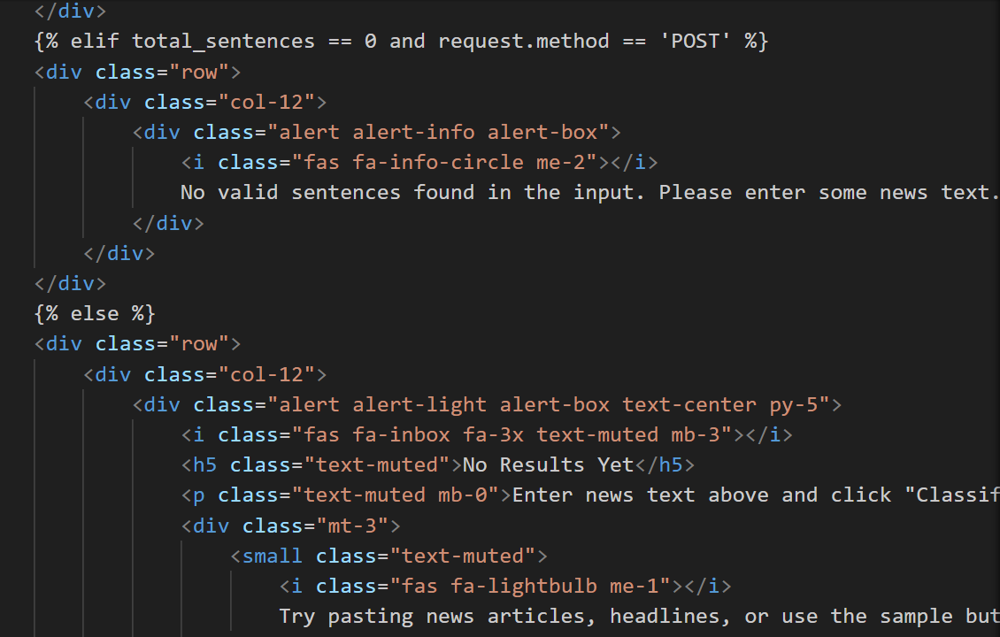 </div>
{% elif total_sentences == 0 and request.method == 'POST' %}
<div class="row">
<div class="col-12">
<div class="alert alert-info alert-box">
<i class="fas fa-info-circle me-2"></i>
No valid sentences found in the input. Please enter some news text.
</div>
</div>
</div>
{% else %}
<div class="row">
<div class="col-12">
<div class="alert alert-light alert-box text-center py-5">
<i class="fas fa-inbox fa-3x text-muted mb-3"></i>
<h5 class="text-muted">No Results Yet</h5>
<p class="text-muted mb-0">Enter news text above and click "Classif
<div class="mt-3">
<small class="text-muted">
<i class="fas fa-lightbulb me-1"></i>
Try pasting news articles, headlines, or use the sample but